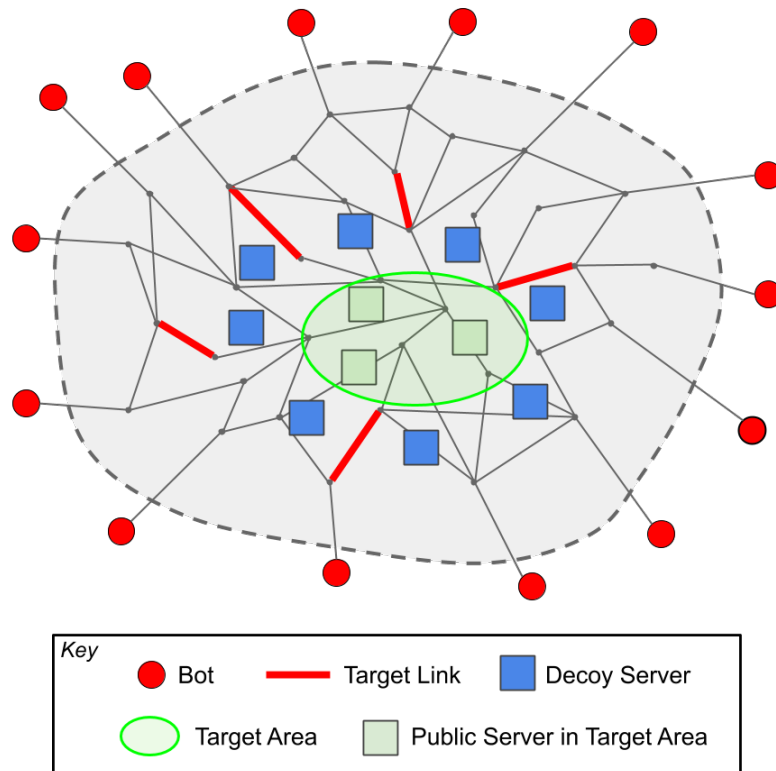 Key
Bot
Target Link
Decoy Server
Target Area
Public Server in Target Area